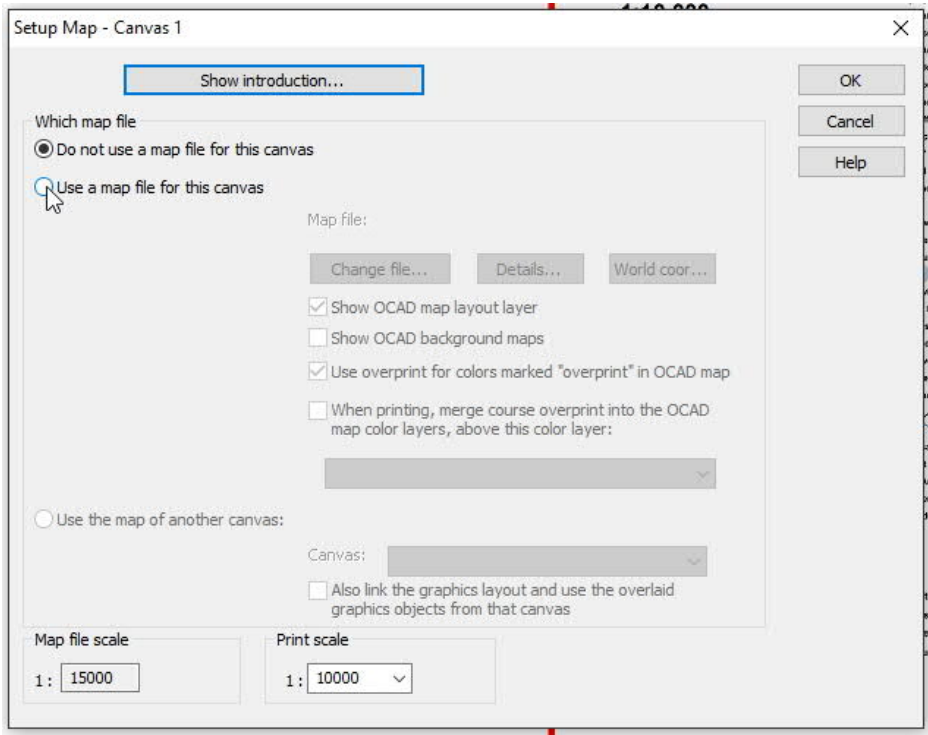 1:10 000
Setup Map - Canvas 1
Show introduction...
OK
Which map file
Cancel
Do not use a map file for this canvas
Help
Use a map file for this canvas
Map file:
Change file...
Details...
World coor...
Show OCAD map layout layer
Show OCAD background maps
Use overprint for colors marked "overprint" in OCAD map
When printing, merge course overprint into the OCAD
map color layers, above this color layer:
Use the map of another canvas:
Canvas:
Also link the graphics layout and use the overlaid
graphics objects from that canvas
Map file scale
Print scale
1 : 15000
1 : 10000